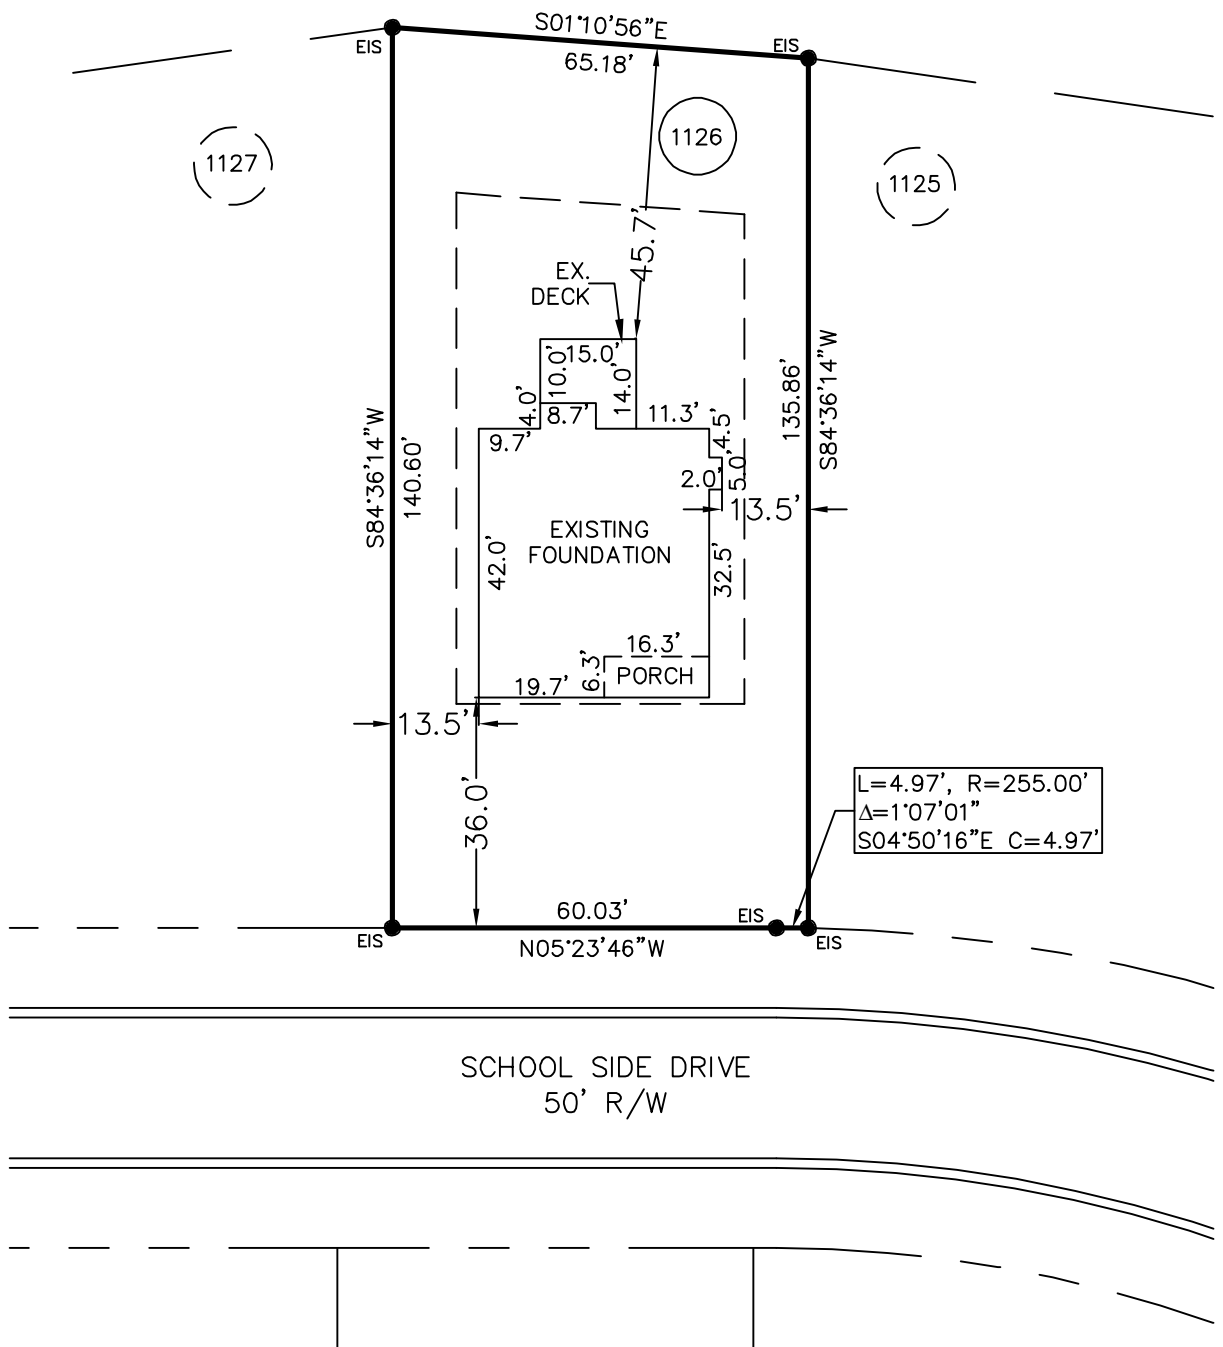 S01°10'56"E
65.18'
EIS
EIS
1127
1126
1125
45.7'
EX.
DECK
15.0'
10.0'
14.0'
4.0'
8.7'
11.3'
9.7'
4.5'
5.0'
2.0'
13.5'
135.86'
S84°36'14"W
S84°36'14"W
140.60'
EXISTING
FOUNDATION
42.0'
32.5'
16.3'
6.3'
PORCH
19.7'
13.5'
36.0'
L=4.97', R=255.00'
Δ=1°07'01"
S04°50'16"E C=4.97'
60.03'
EIS
EIS
EIS
N05°23'46"W
SCHOOL SIDE DRIVE
50' R/W